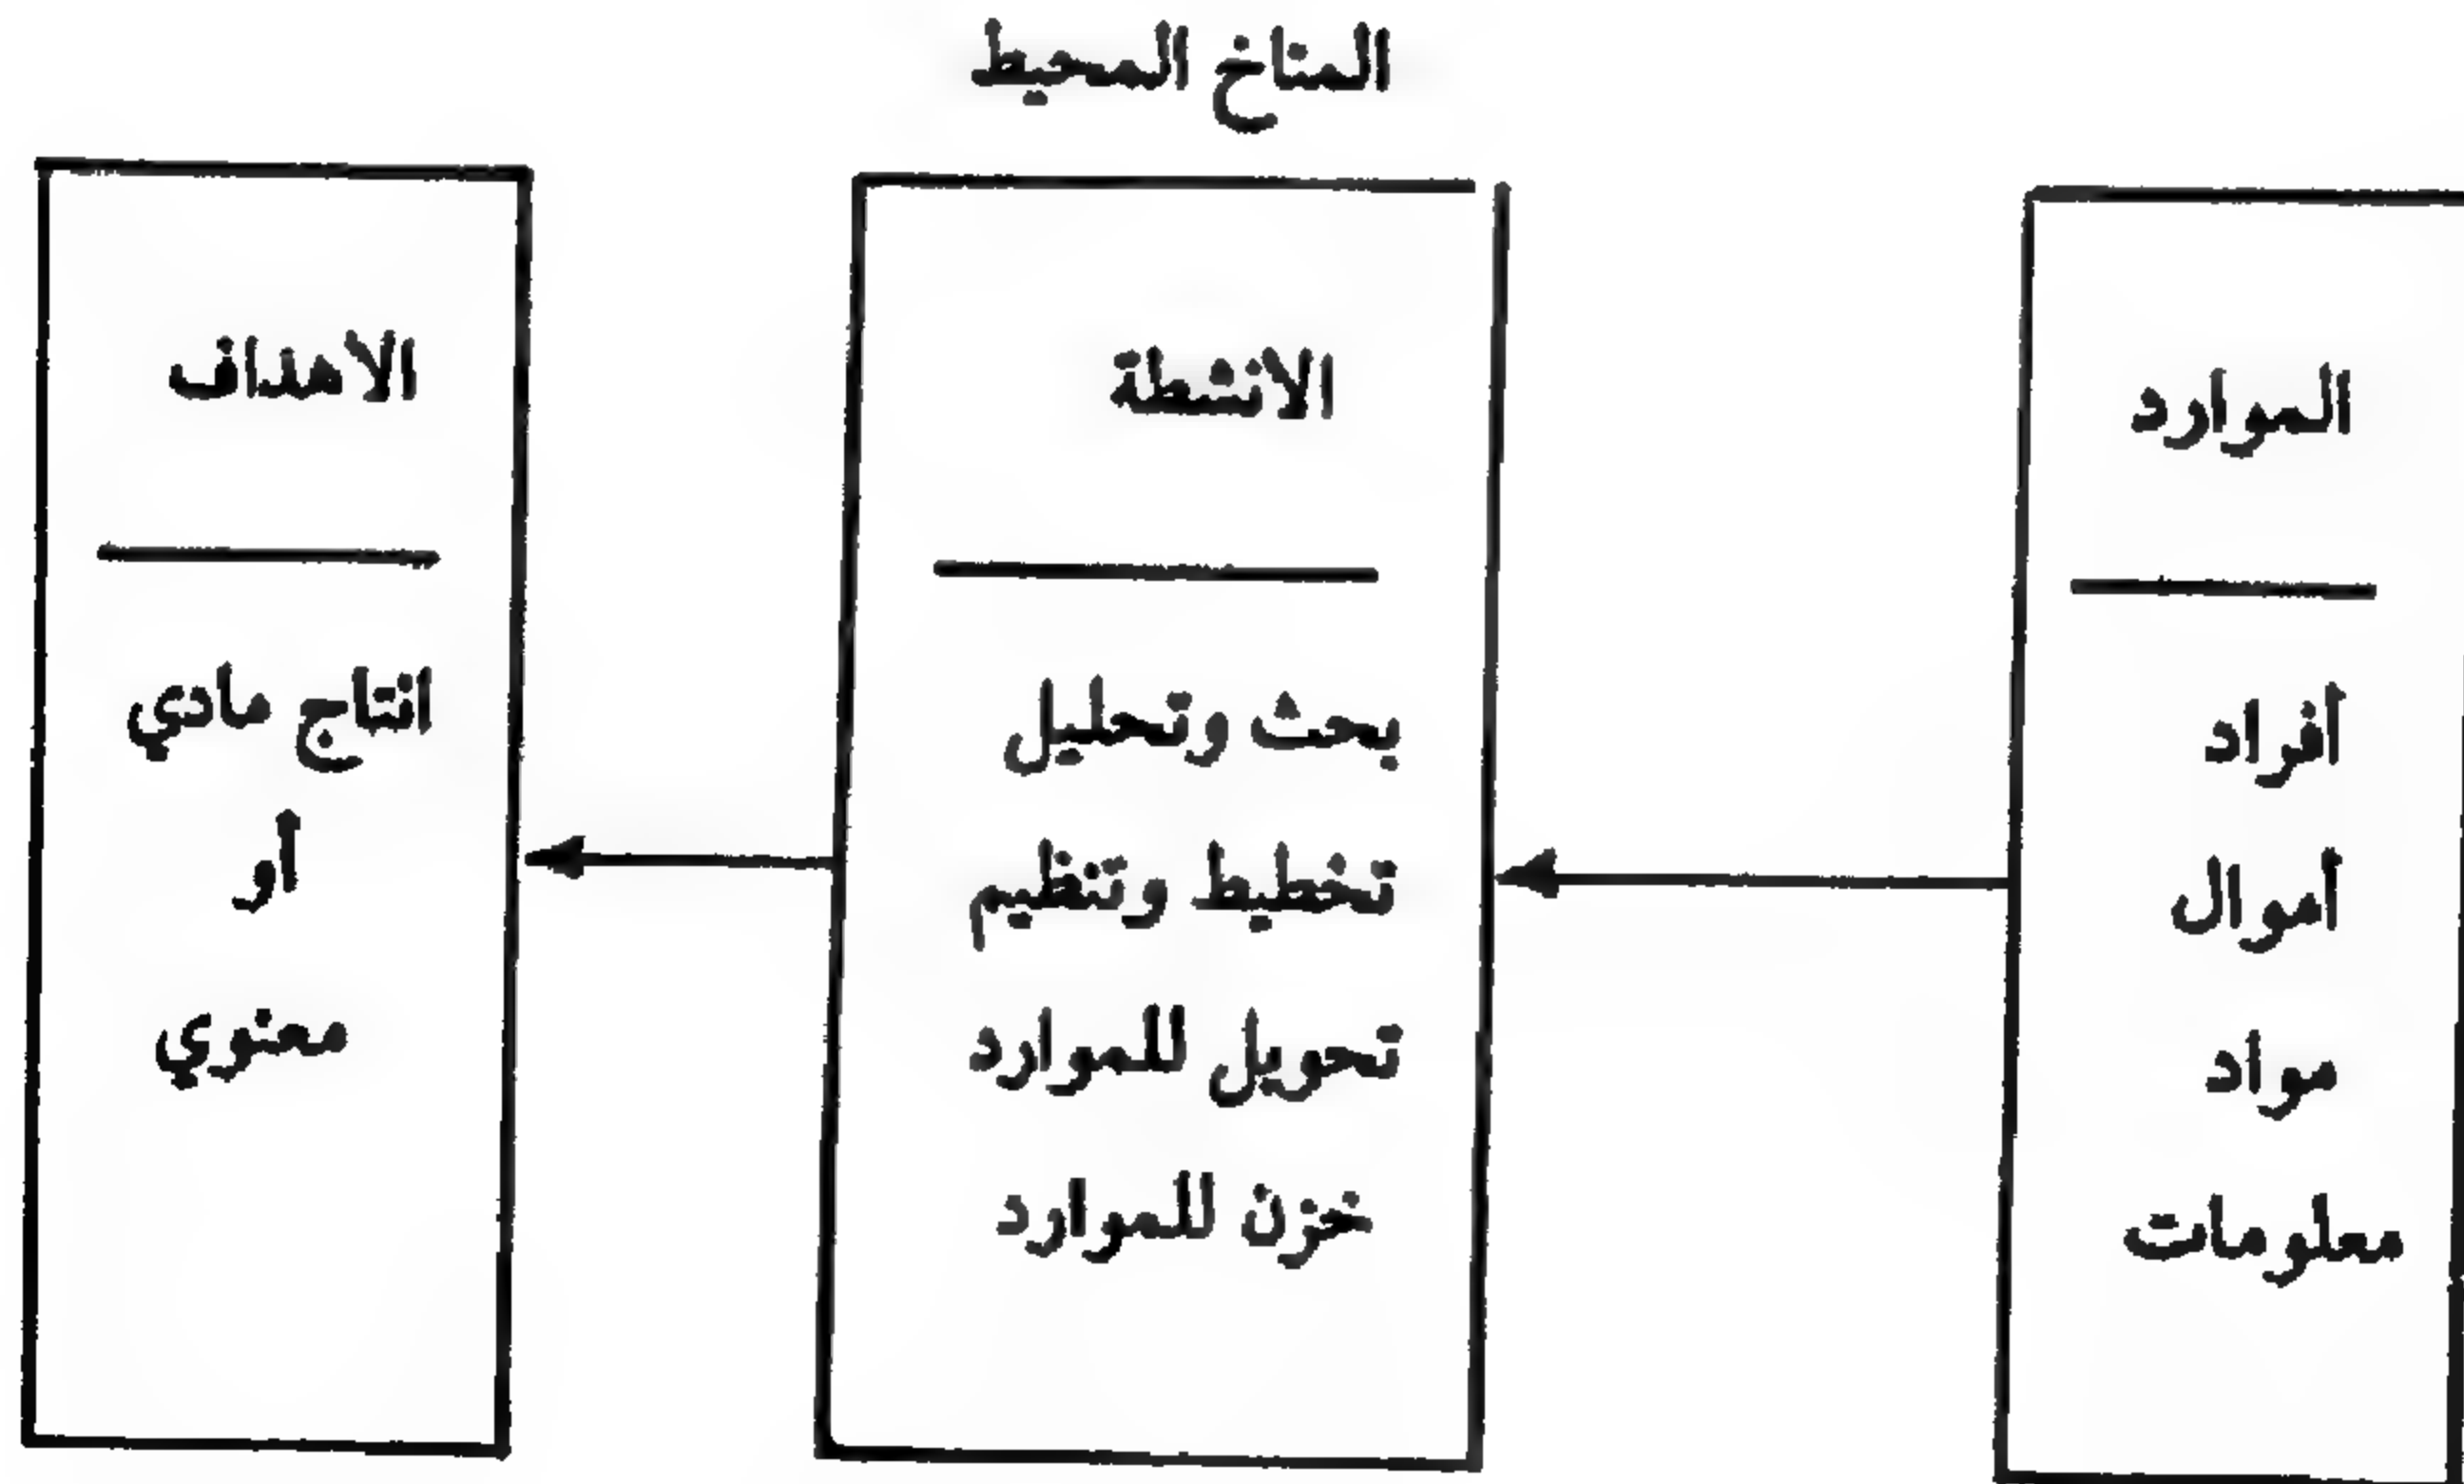 المناخ المحيط
الموارد
أفراد
أموال
مواد
معلومات
الانشطة
بحث وتحليل
تخطيط وتنظيم
تحويل للموارد
خزن للموارد
الاهداف
انتاج مادي
أو
معنوي